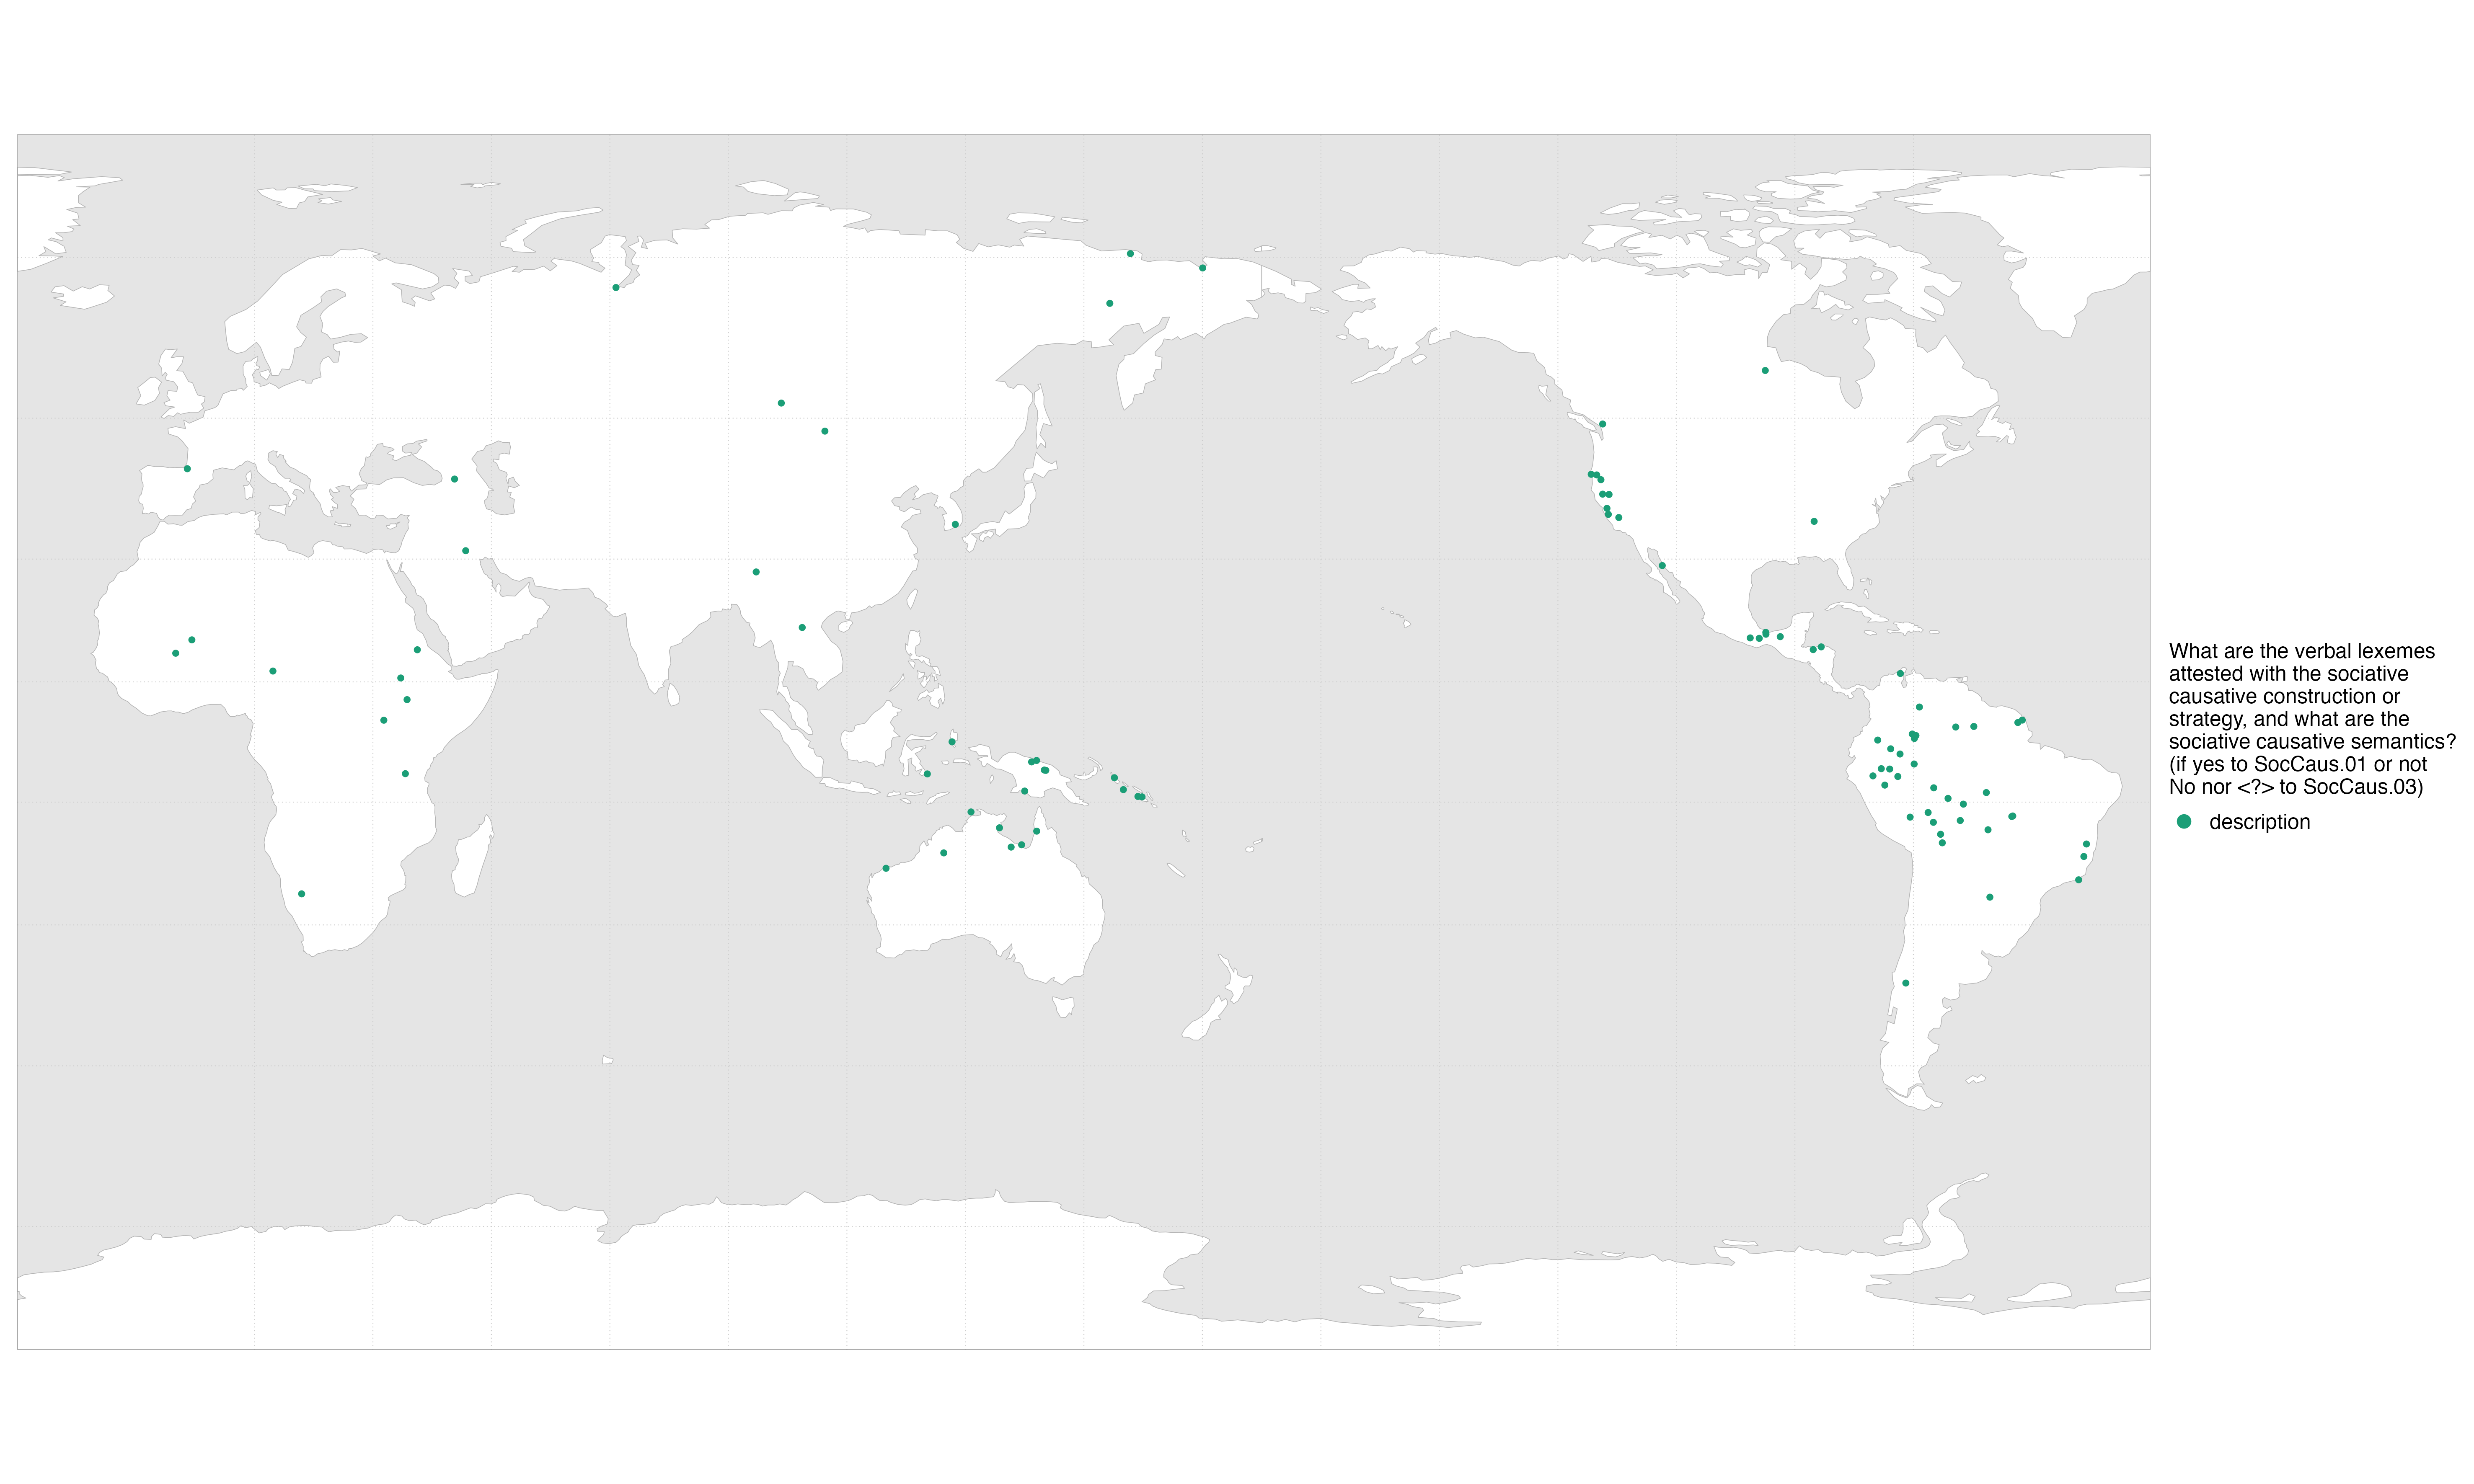 What are the verbal lexemes
attested with the sociative
causative construction or
strategy, and what are the
sociative causative semantics?
(if yes to SocCaus.01 or not
No nor <?> to SocCaus.03)
description